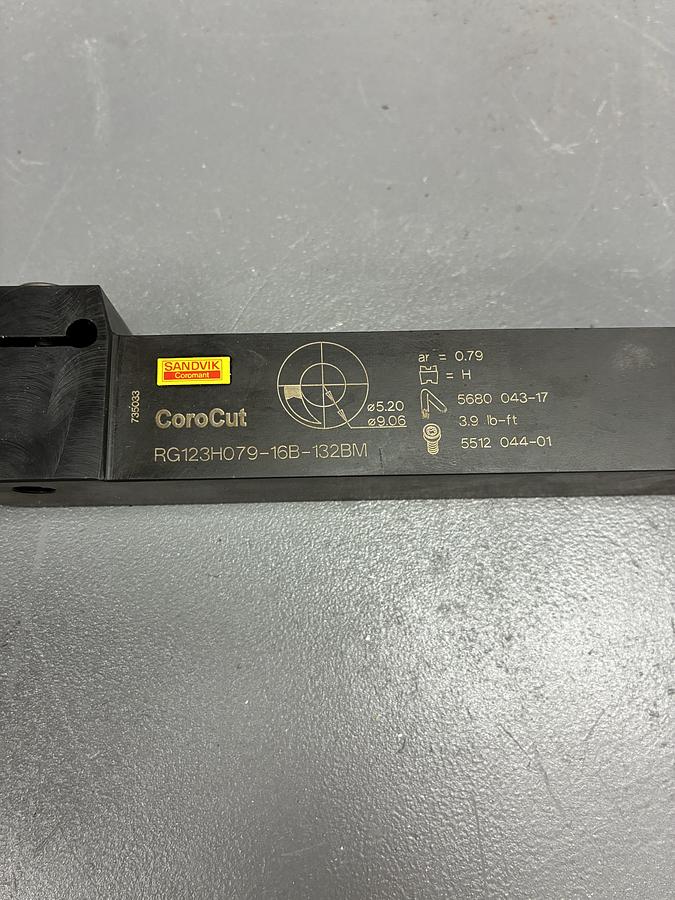 SANDVIK
Coromant
735033
CoroCut
RG123H079-16B-132BM
ø5.20
ø9.06
ar = 0.79
= H
5680 043-17
3.9 lb-ft
5512 044-01